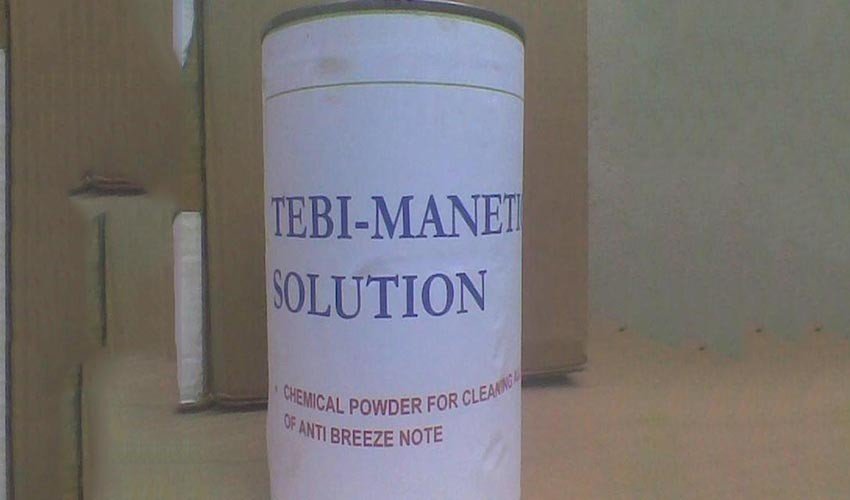 TEBI-MANETI
SOLUTION
CHEMICAL POWDER FOR CLEANING
OF ANTI BREEZE NOTE